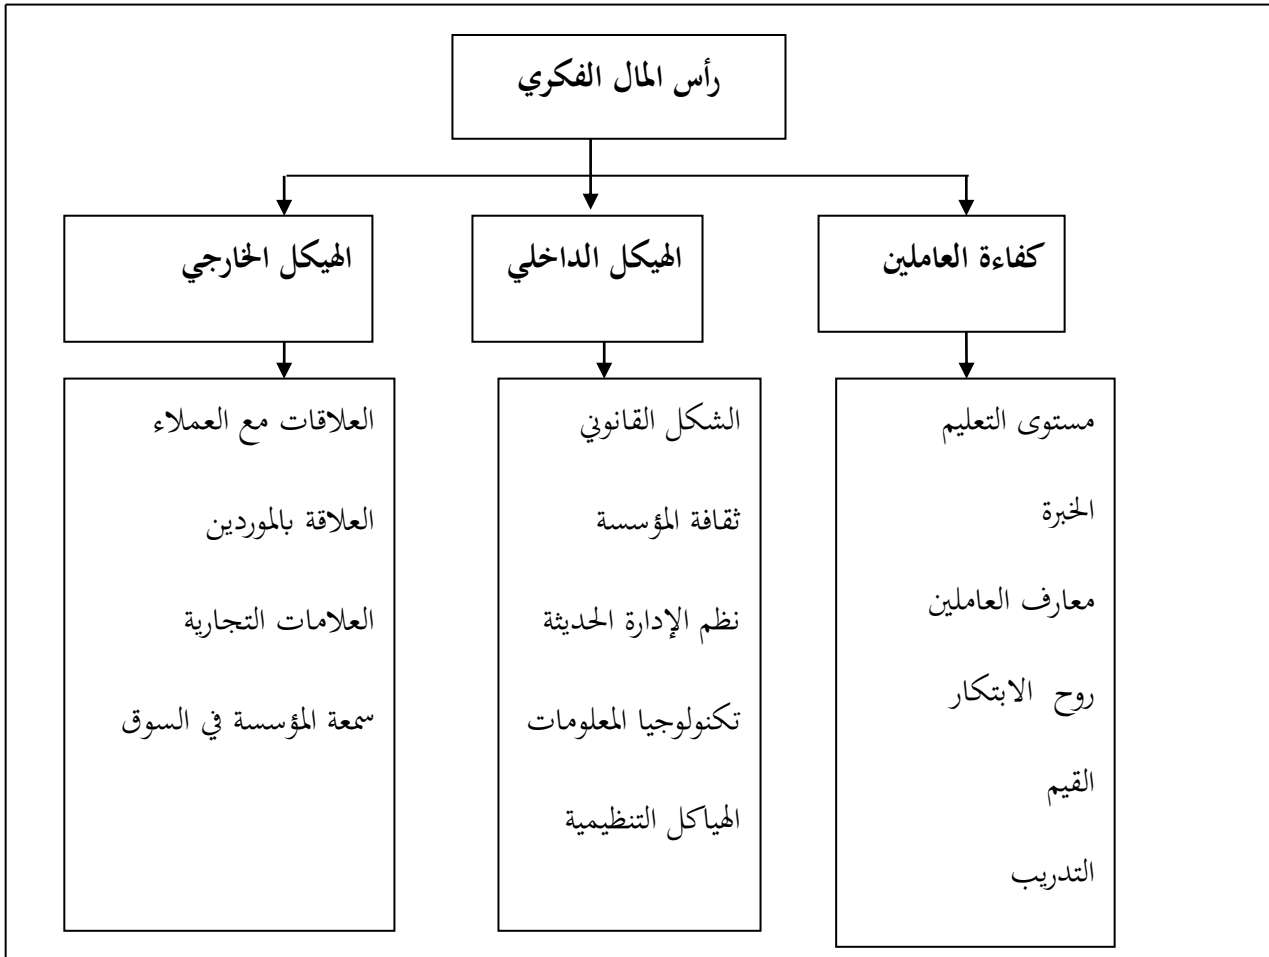 رأس المال الفكري
كفاءة العاملين
الهيكل الداخلي
الهيكل الخارجي
مستوى التعليم
الخبرة
معارف العاملين
روح الابتكار
القيم
التدريب
الشكل القانوني
ثقافة المؤسسة
نظم الإدارة الحديثة
تكنولوجيا المعلومات
الهياكل التنظيمية
العلاقات مع العملاء
العلاقة بالموردين
العلامات التجارية
سمعة المؤسسة في السوق